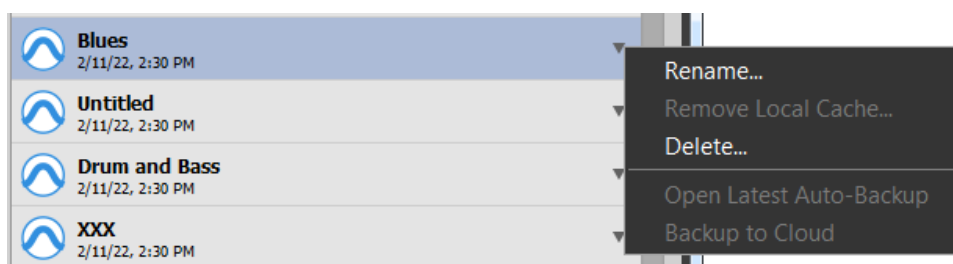 Blues
2/11/22, 2:30 PM
Untitled
2/11/22, 2:30 PM
Drum and Bass
2/11/22, 2:30 PM
XXX
2/11/22, 2:30 PM
Rename...
Remove Local Cache...
Delete...
Open Latest Auto-Backup
Backup to Cloud